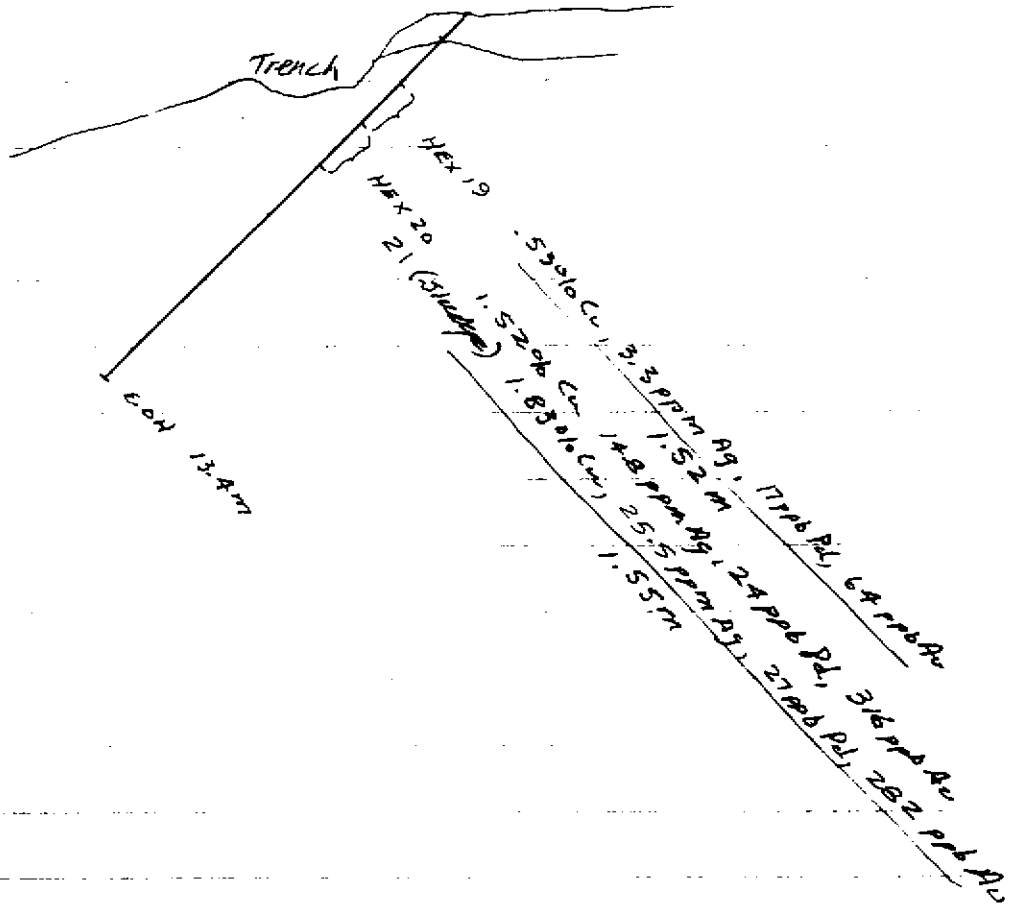 Trench
HEX 19
.53% Cu, 3.3 ppm Ag, 17 ppb Pd, 64 ppb Au
1.52 m
HEX 20
1.52% Cu 14.8 ppm Ag, 24 ppb Pd, 316 ppb Au
21 (Sludge) 1.83% Cu, 25.5 ppm Ag, 27 ppb Pd, 282 ppb Au
1.55 m
EOH 13.4 m